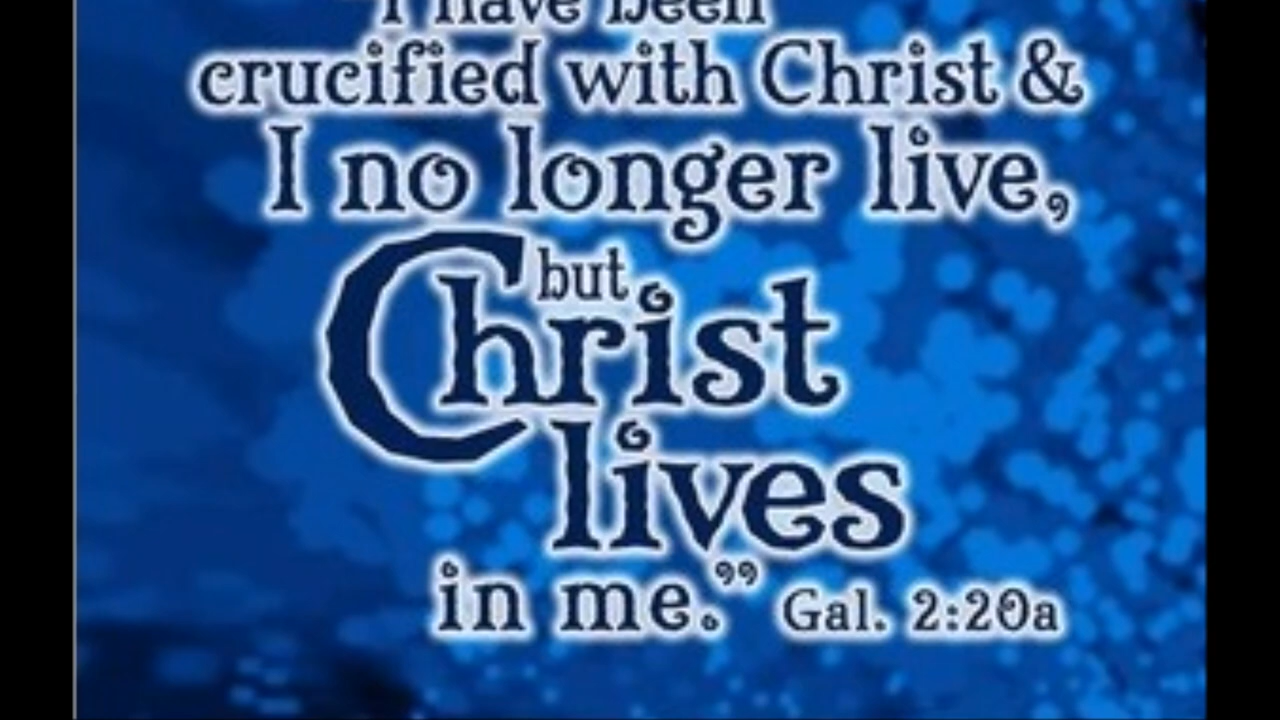 I have been
crucified with Christ &
I no longer live,
but
Christ
lives
in me.” Gal. 2:20a